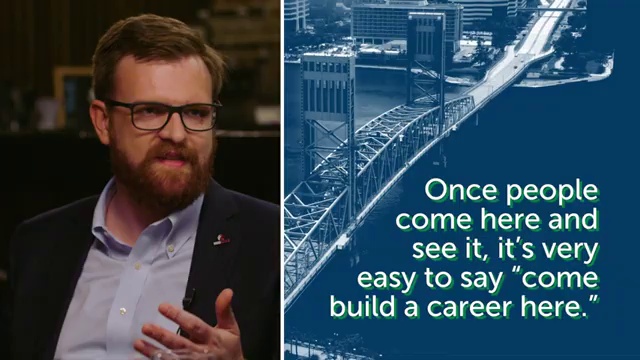 Once people
come here and
see it, it’s very
easy to say “come
build a career here.”